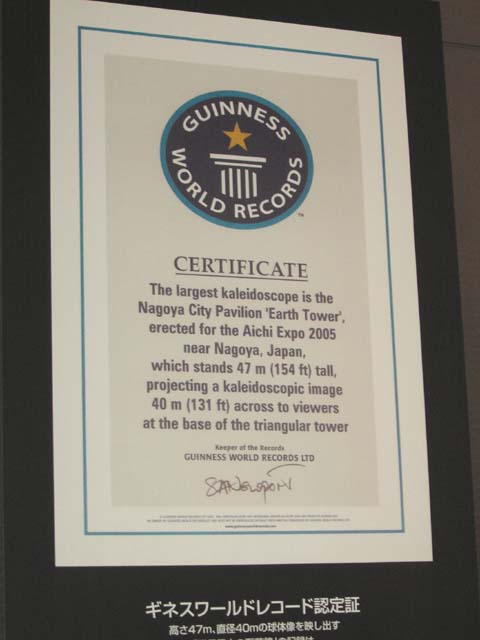 GUINNESS
WORLD RECORDS
TM
CERTIFICATE
The largest kaleidoscope is the
Nagoya City Pavilion 'Earth Tower',
erected for the Aichi Expo 2005
near Nagoya, Japan,
which stands 47 m (154 ft) tall,
projecting a kaleidoscopic image
40 m (131 ft) across to viewers
at the base of the triangular tower
Keeper of the Records
GUINNESS WORLD RECORDS LTD
www.guinnessworldrecords.com
ギネスワールドレコード認定証
高さ47m、直径40mの球体像を映し出す